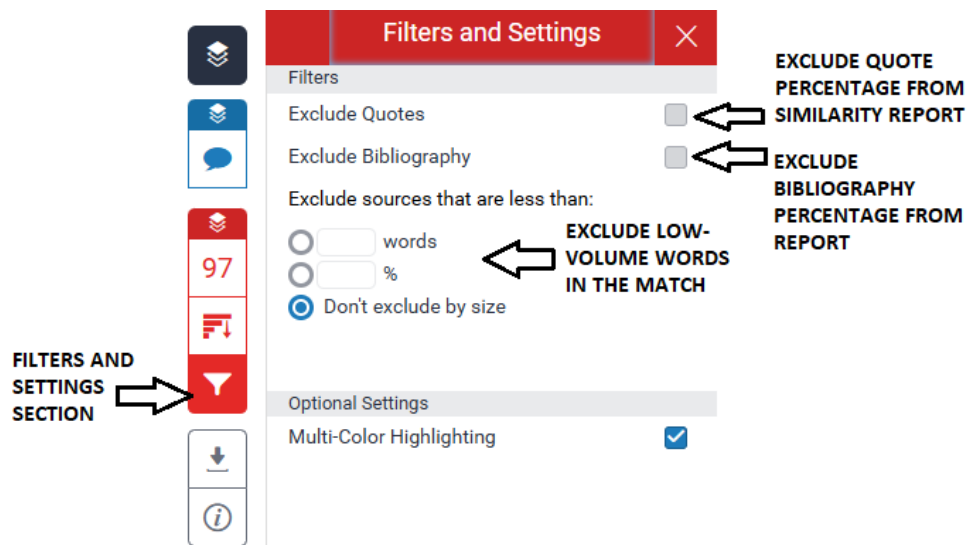 Filters and Settings
Filters
Exclude Quotes
Exclude Bibliography
Exclude sources that are less than:
words
%
Don't exclude by size
Optional Settings
Multi-Color Highlighting
97
FILTERS AND
SETTINGS
SECTION
EXCLUDE QUOTE
PERCENTAGE FROM
SIMILARITY REPORT
EXCLUDE
BIBLIOGRAPHY
PERCENTAGE FROM
REPORT
EXCLUDE LOW-
VOLUME WORDS
IN THE MATCH